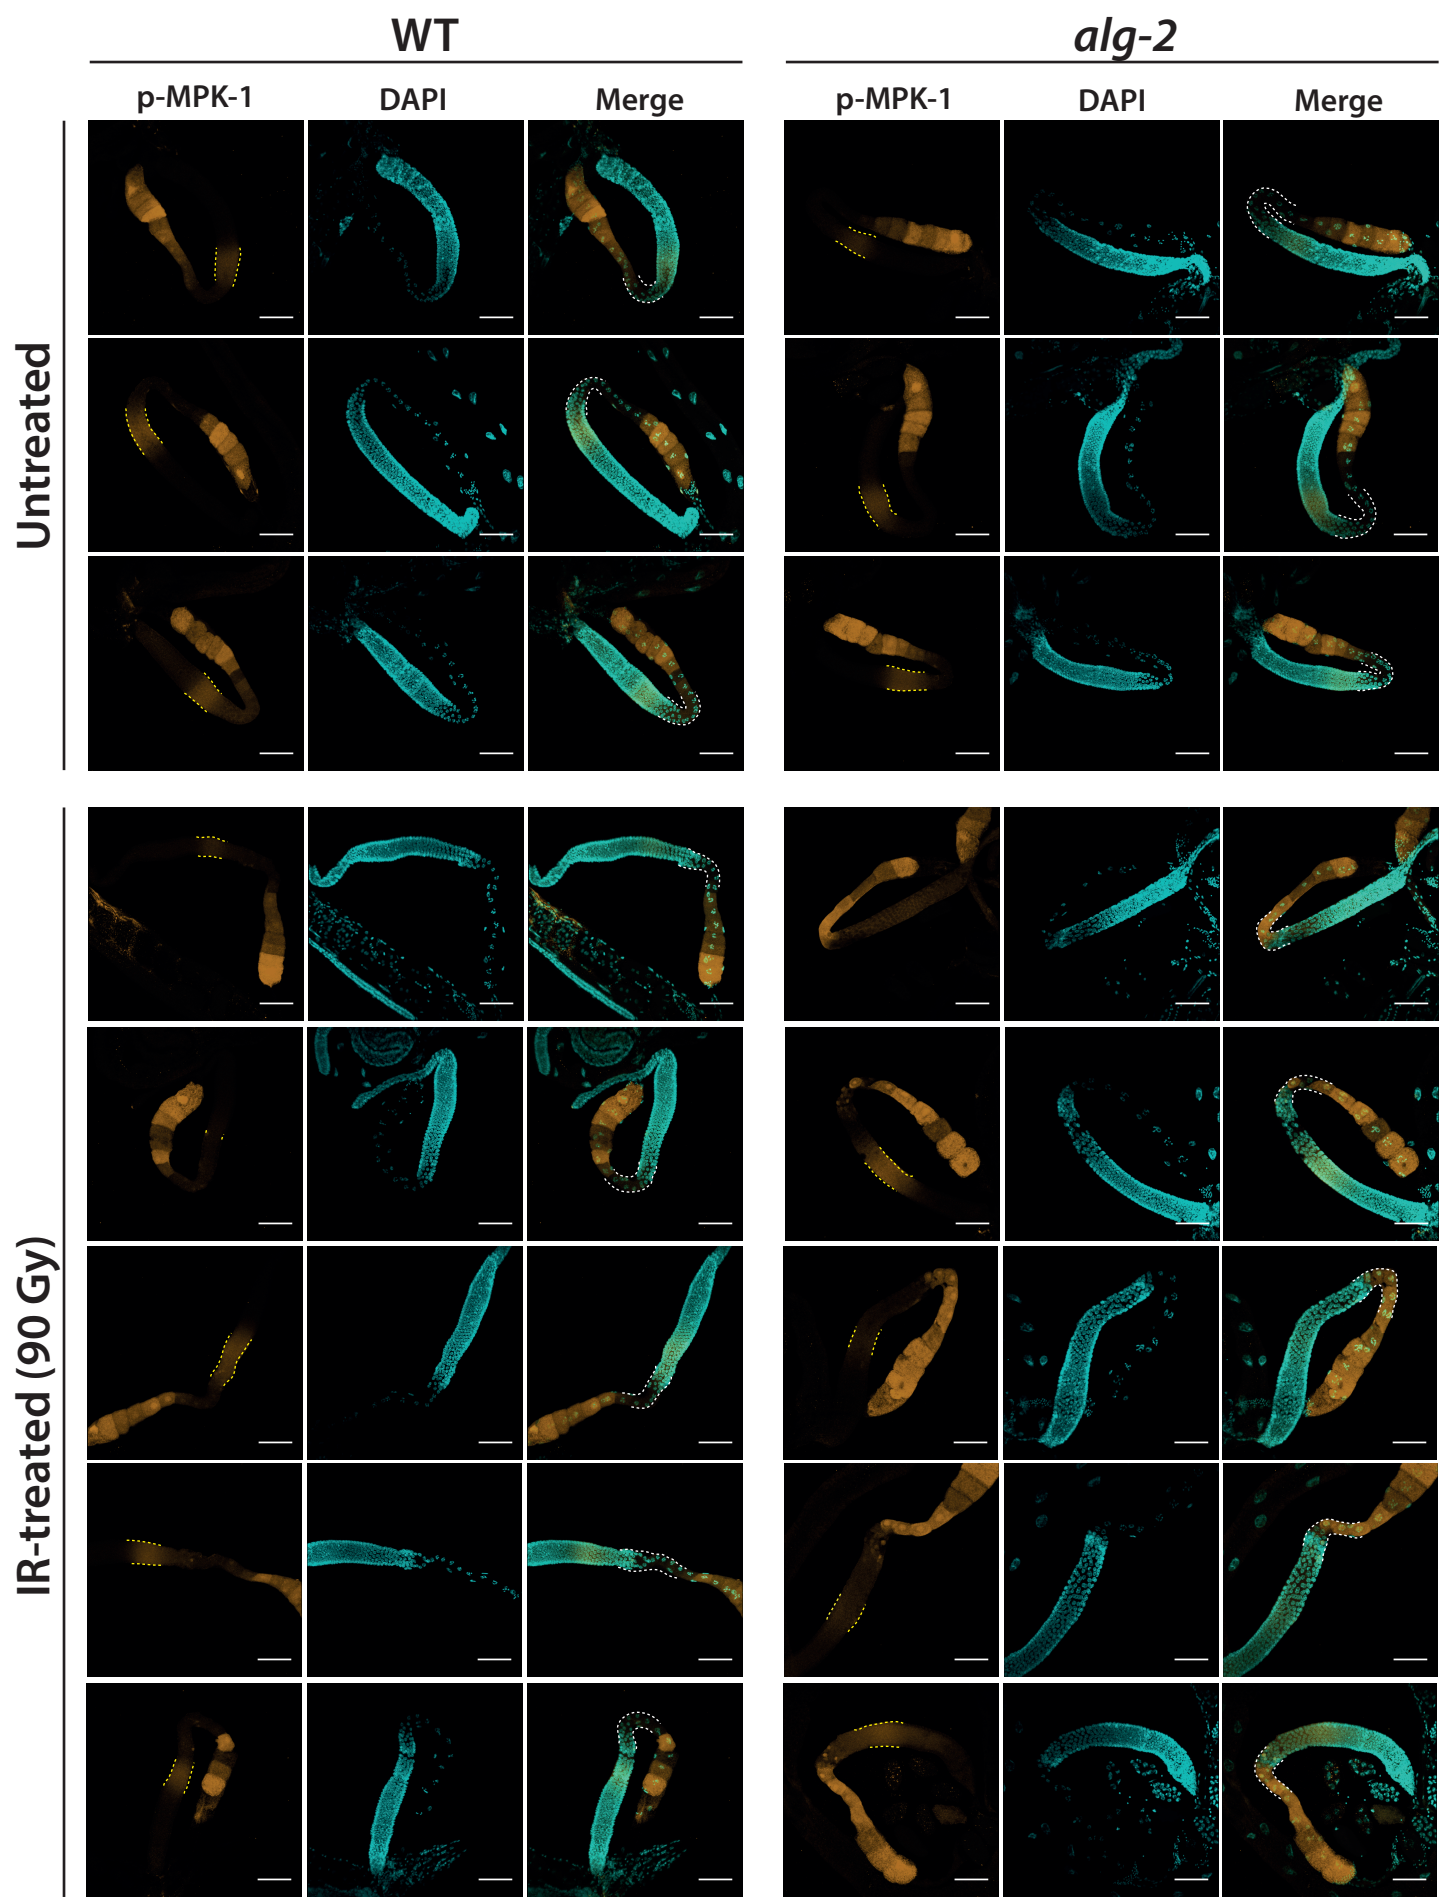 WT
alg-2
p-MPK-1 DAPI Merge p-MPK-1 DAPI Merge
Untreated
IR-treated (90 Gy)